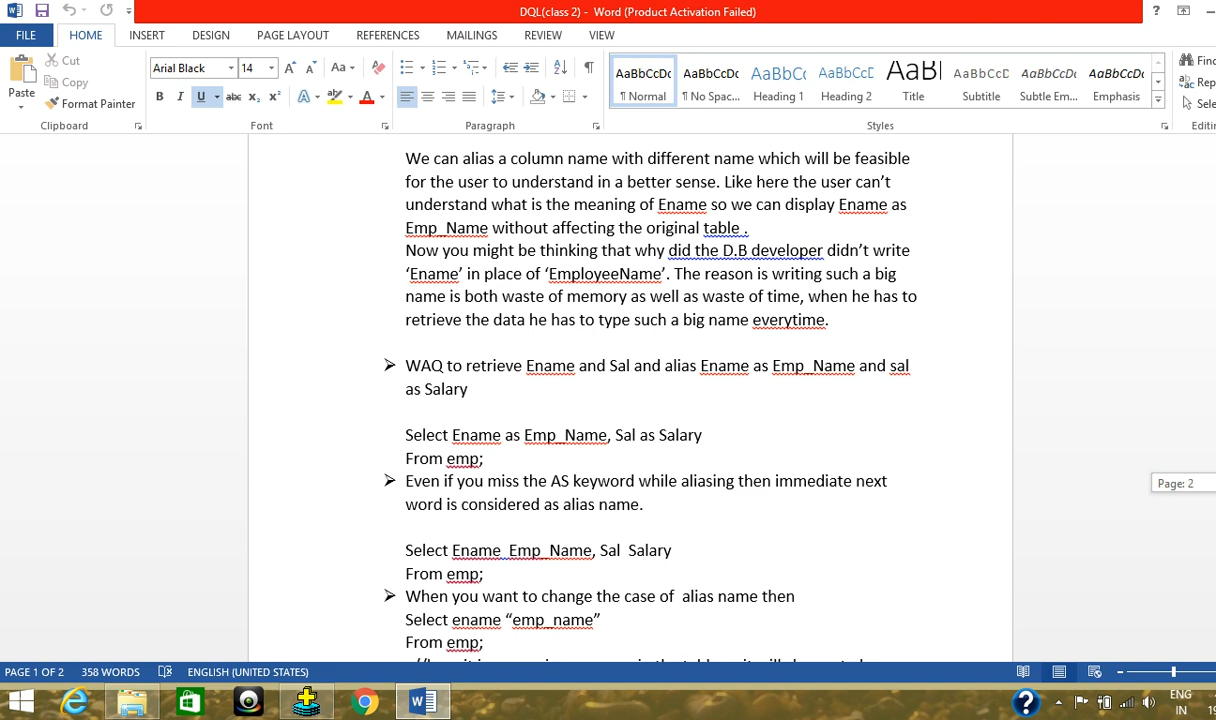 DQL(class 2) - Word (Product Activation Failed)
FILE HOME INSERT DESIGN PAGE LAYOUT REFERENCES MAILINGS REVIEW VIEW
Cut
Copy
Format Painter
Paste
Clipboard
Arial Black 14
Font
Paragraph
AaBbCcDc AaBbCcDc AaBbCc AaBbCcD AaBl AaBbCcD AaBbCcDc AaBbCcDc
¶ Normal ¶ No Spac... Heading 1 Heading 2 Title Subtitle Subtle Em... Emphasis
Styles
We can alias a column name with different name which will be feasible
for the user to understand in a better sense. Like here the user can’t
understand what is the meaning of Ename so we can display Ename as
Emp_Name without affecting the original table .
Now you might be thinking that why did the D.B developer didn’t write
‘Ename’ in place of ‘EmployeeName’. The reason is writing such a big
name is both waste of memory as well as waste of time, when he has to
retrieve the data he has to type such a big name everytime.
➢ WAQ to retrieve Ename and Sal and alias Ename as Emp_Name and sal
as Salary
Select Ename as Emp_Name, Sal as Salary
From emp;
➢ Even if you miss the AS keyword while aliasing then immediate next
word is considered as alias name.
Select Ename Emp_Name, Sal Salary
From emp;
➢ When you want to change the case of alias name then
Select ename “emp_name”
From emp;
Page: 2
PAGE 1 OF 2 358 WORDS ENGLISH (UNITED STATES)
ENG
IN